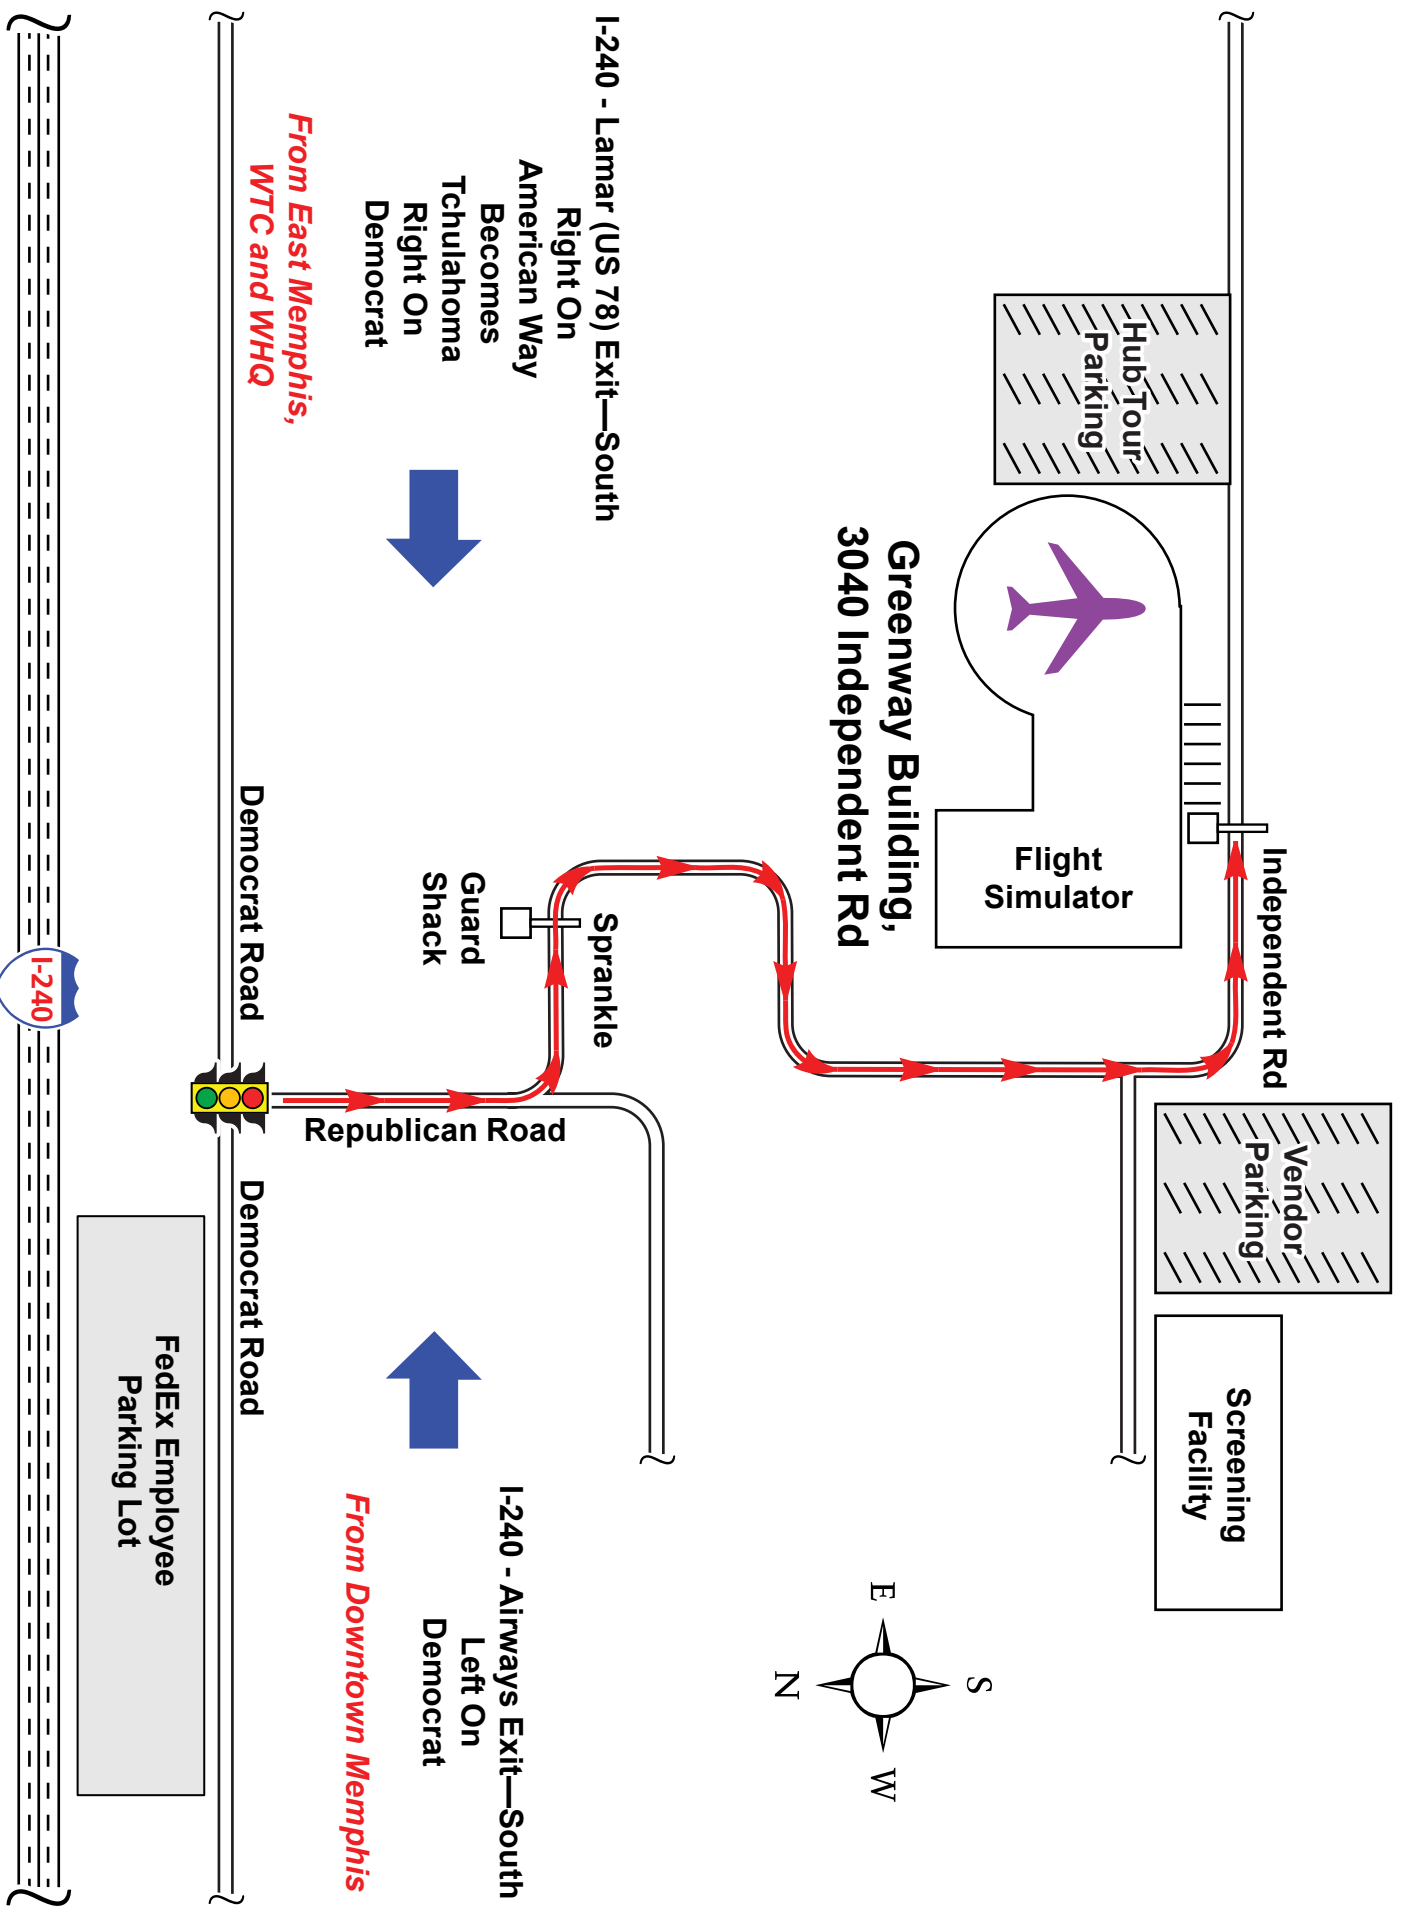 I-240 - Lamar (US 78) Exit—South
Right On
American Way
Becomes
Tchulahoma
Right On
Democrat
From East Memphis,
WTC and WHQ
Hub Tour
Parking
Greenway Building,
3040 Independent Rd
Flight
Simulator
Independent Rd
Vendor
Parking
Screening
Facility
Sprankle
Guard
Shack
Republican Road
Democrat Road
Democrat Road
I-240
FedEx Employee
Parking Lot
I-240 - Airways Exit—South
Left On
Democrat
From Downtown Memphis
S
E
W
N